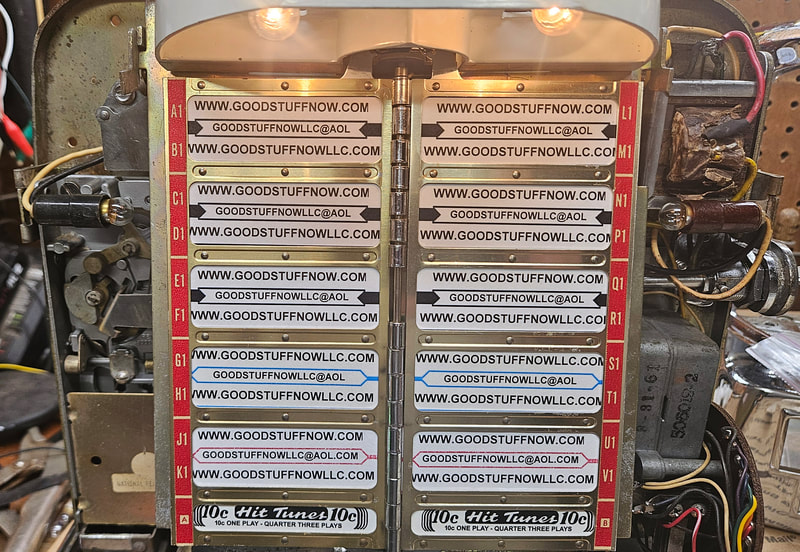 A1 WWW.GOODSTUFFNOW.COM
GOODSTUFFNOWLLC@AOL
B1 WWW.GOODSTUFFNOWLLC.COM
C1 WWW.GOODSTUFFNOW.COM
GOODSTUFFNOWLLC@AOL
D1 WWW.GOODSTUFFNOWLLC.COM
E1 WWW.GOODSTUFFNOW.COM
GOODSTUFFNOWLLC@AOL
F1 WWW.GOODSTUFFNOWLLC.COM
G1 WWW.GOODSTUFFNOWLLC.COM
GOODSTUFFNOWLLC@AOL
H1 WWW.GOODSTUFFNOWLLC.COM
J1 WWW.GOODSTUFFNOW.COM
GOODSTUFFNOWLLC@AOL.COM
K1 WWW.GOODSTUFFNOWLLC.COM
A 10c Hit Tunes 10c
10c ONE PLAY - QUARTER THREE PLAYS
WWW.GOODSTUFFNOW.COM L1
GOODSTUFFNOWLLC@AOL
WWW.GOODSTUFFNOWLLC.COM M1
WWW.GOODSTUFFNOW.COM N1
GOODSTUFFNOWLLC@AOL
WWW.GOODSTUFFNOWLLC.COM P1
WWW.GOODSTUFFNOW.COM Q1
GOODSTUFFNOWLLC@AOL
WWW.GOODSTUFFNOWLLC.COM R1
WWW.GOODSTUFFNOWLLC.COM S1
GOODSTUFFNOWLLC@AOL
WWW.GOODSTUFFNOWLLC.COM T1
WWW.GOODSTUFFNOW.COM U1
GOODSTUFFNOWLLC@AOL.COM
WWW.GOODSTUFFNOWLLC.COM V1
10c Hit Tunes 10c B
10c ONE PLAY - QUARTER THREE PLAYS